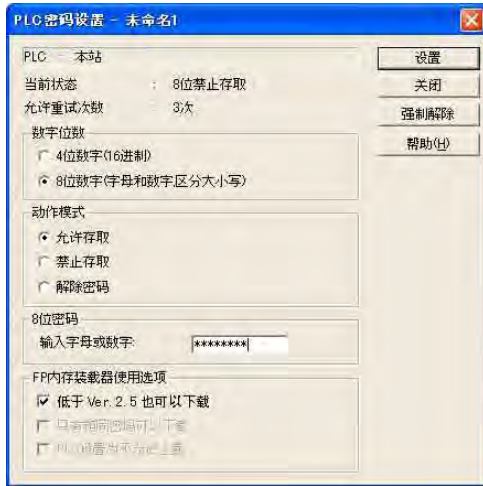 PLC密码设置 - 未命名1
PLC 本站
当前状态 : 8位禁止存取
允许重试次数 3次
数字位数
4位数字(16进制)
8位数字(字母和数字,区分大小写)
动作模式
允许存取
禁止存取
解除密码
8位密码
输入字母或数字: ********
FP内存装载器使用选项
低于 Ver. 2.5 也可以下载
设置
关闭
强制解除
帮助(H)